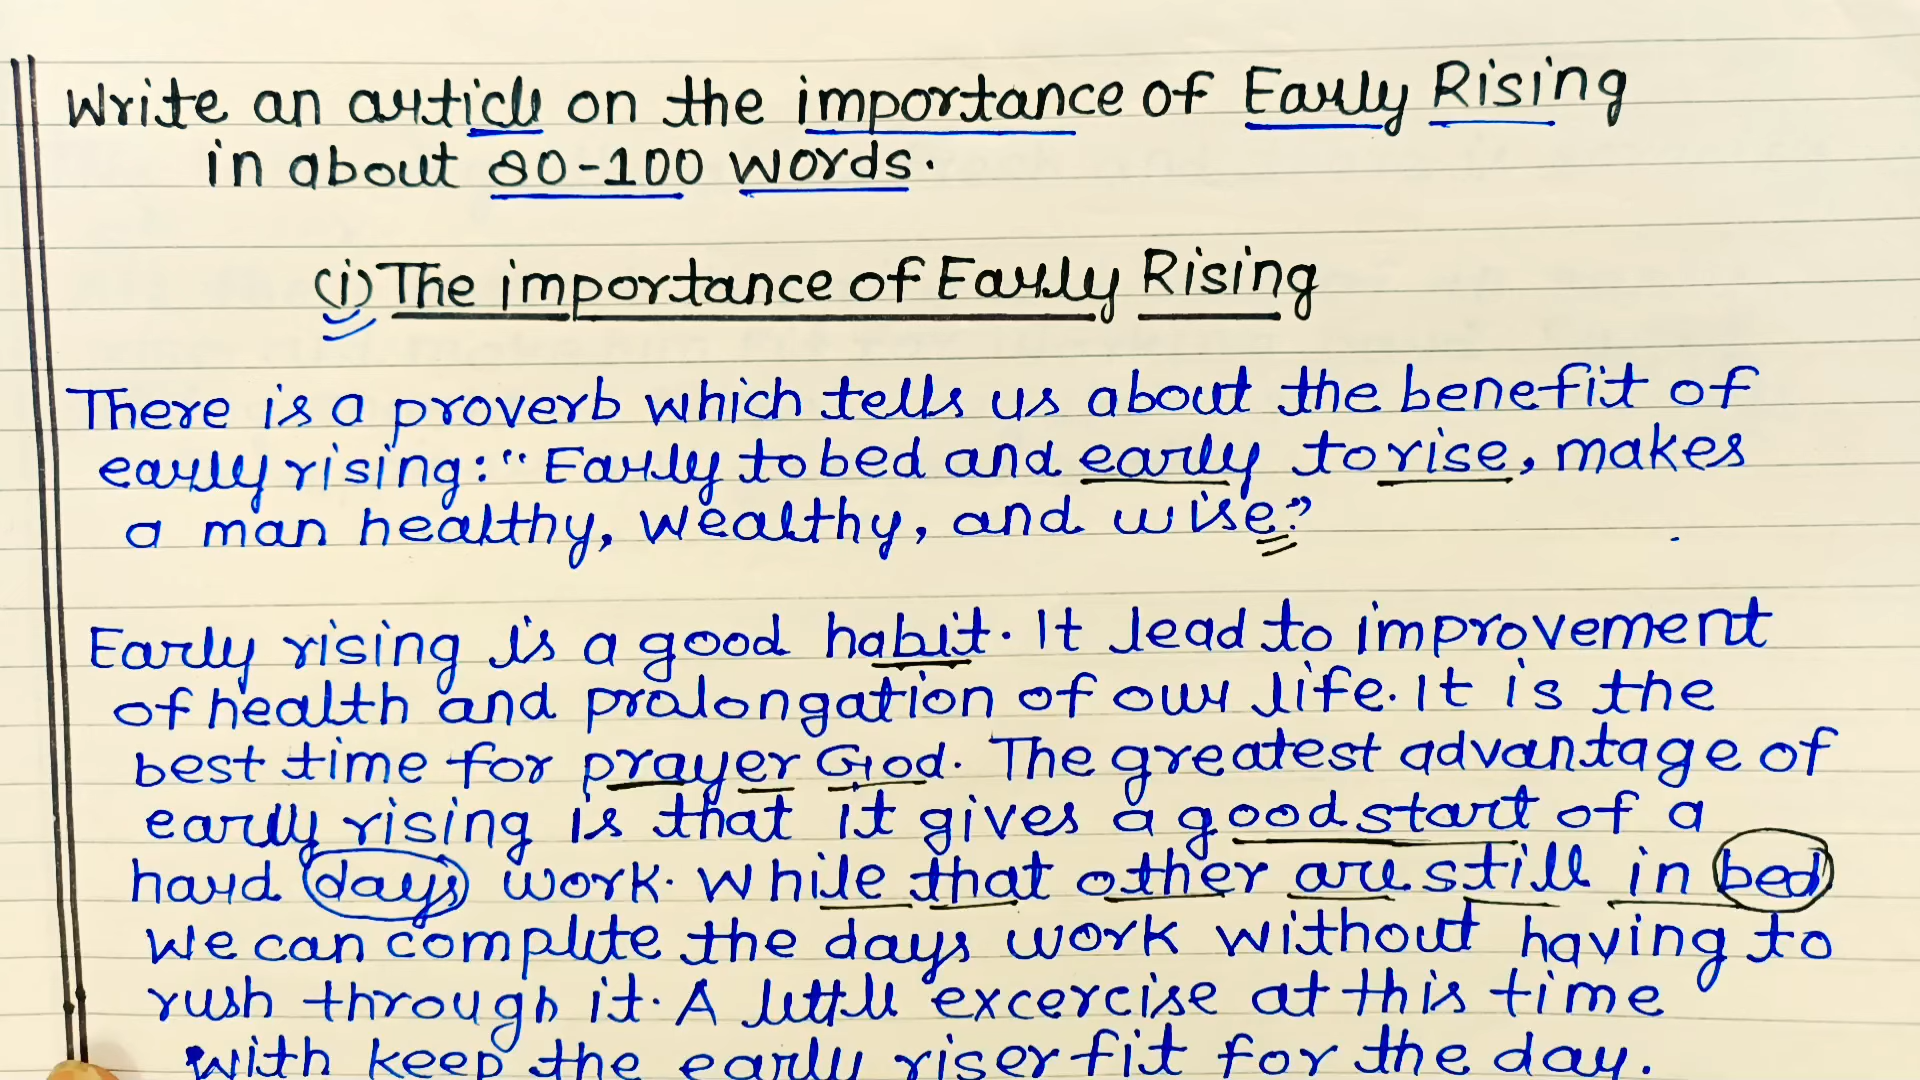 Write an article on the importance of Early Rising
in about 80-100 words.
(i) The importance of Early Rising
There is a proverb which tells us about the benefit of
early rising: "Early to bed and early to rise, makes
a man healthy, wealthy, and wise."
Early rising is a good habit. It lead to improvement
of health and prolongation of our life. It is the
best time for prayer God. The greatest advantage of
early rising is that it gives a good start of a
hard days work. While that other are still in bed
We can complete the days work without having to
rush through it. A little excercise at this time
with keep the early riser fit for the day.